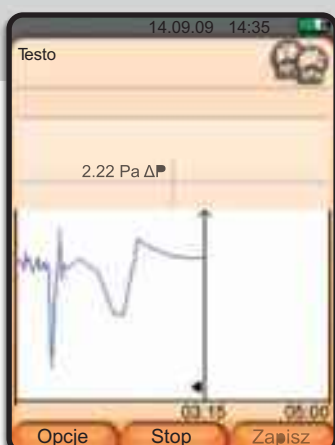 14.09.09 14:35
Testo
2.22 Pa ΔP
03:15 05:00
Opcje Stop Zapisz